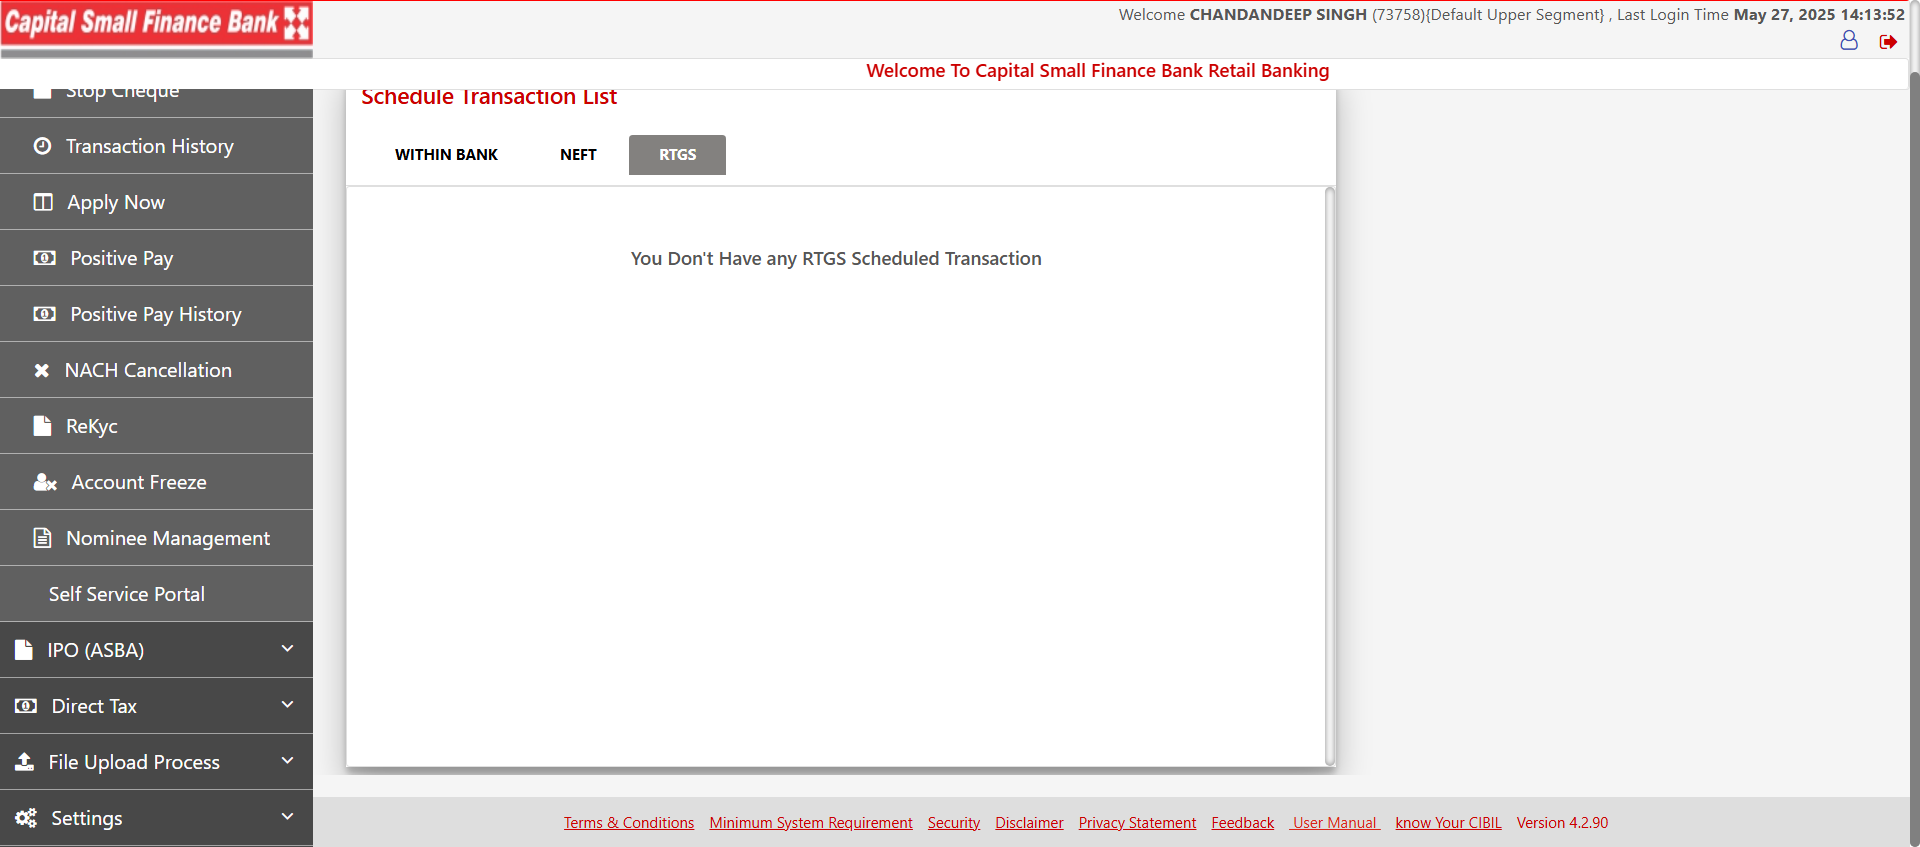 Capital Small Finance Bank
Welcome CHANDANDEEP SINGH (73758){Default Upper Segment} , Last Login Time May 27, 2025 14:13:52
Welcome To Capital Small Finance Bank Retail Banking
Stop Cheque
Transaction History
Apply Now
Positive Pay
Positive Pay History
NACH Cancellation
ReKyc
Account Freeze
Nominee Management
Self Service Portal
IPO (ASBA)
Direct Tax
File Upload Process
Settings
Schedule Transaction List
WITHIN BANK NEFT RTGS
You Don't Have any RTGS Scheduled Transaction
Terms & Conditions Minimum System Requirement Security Disclaimer Privacy Statement Feedback User Manual know Your CIBIL Version 4.2.90